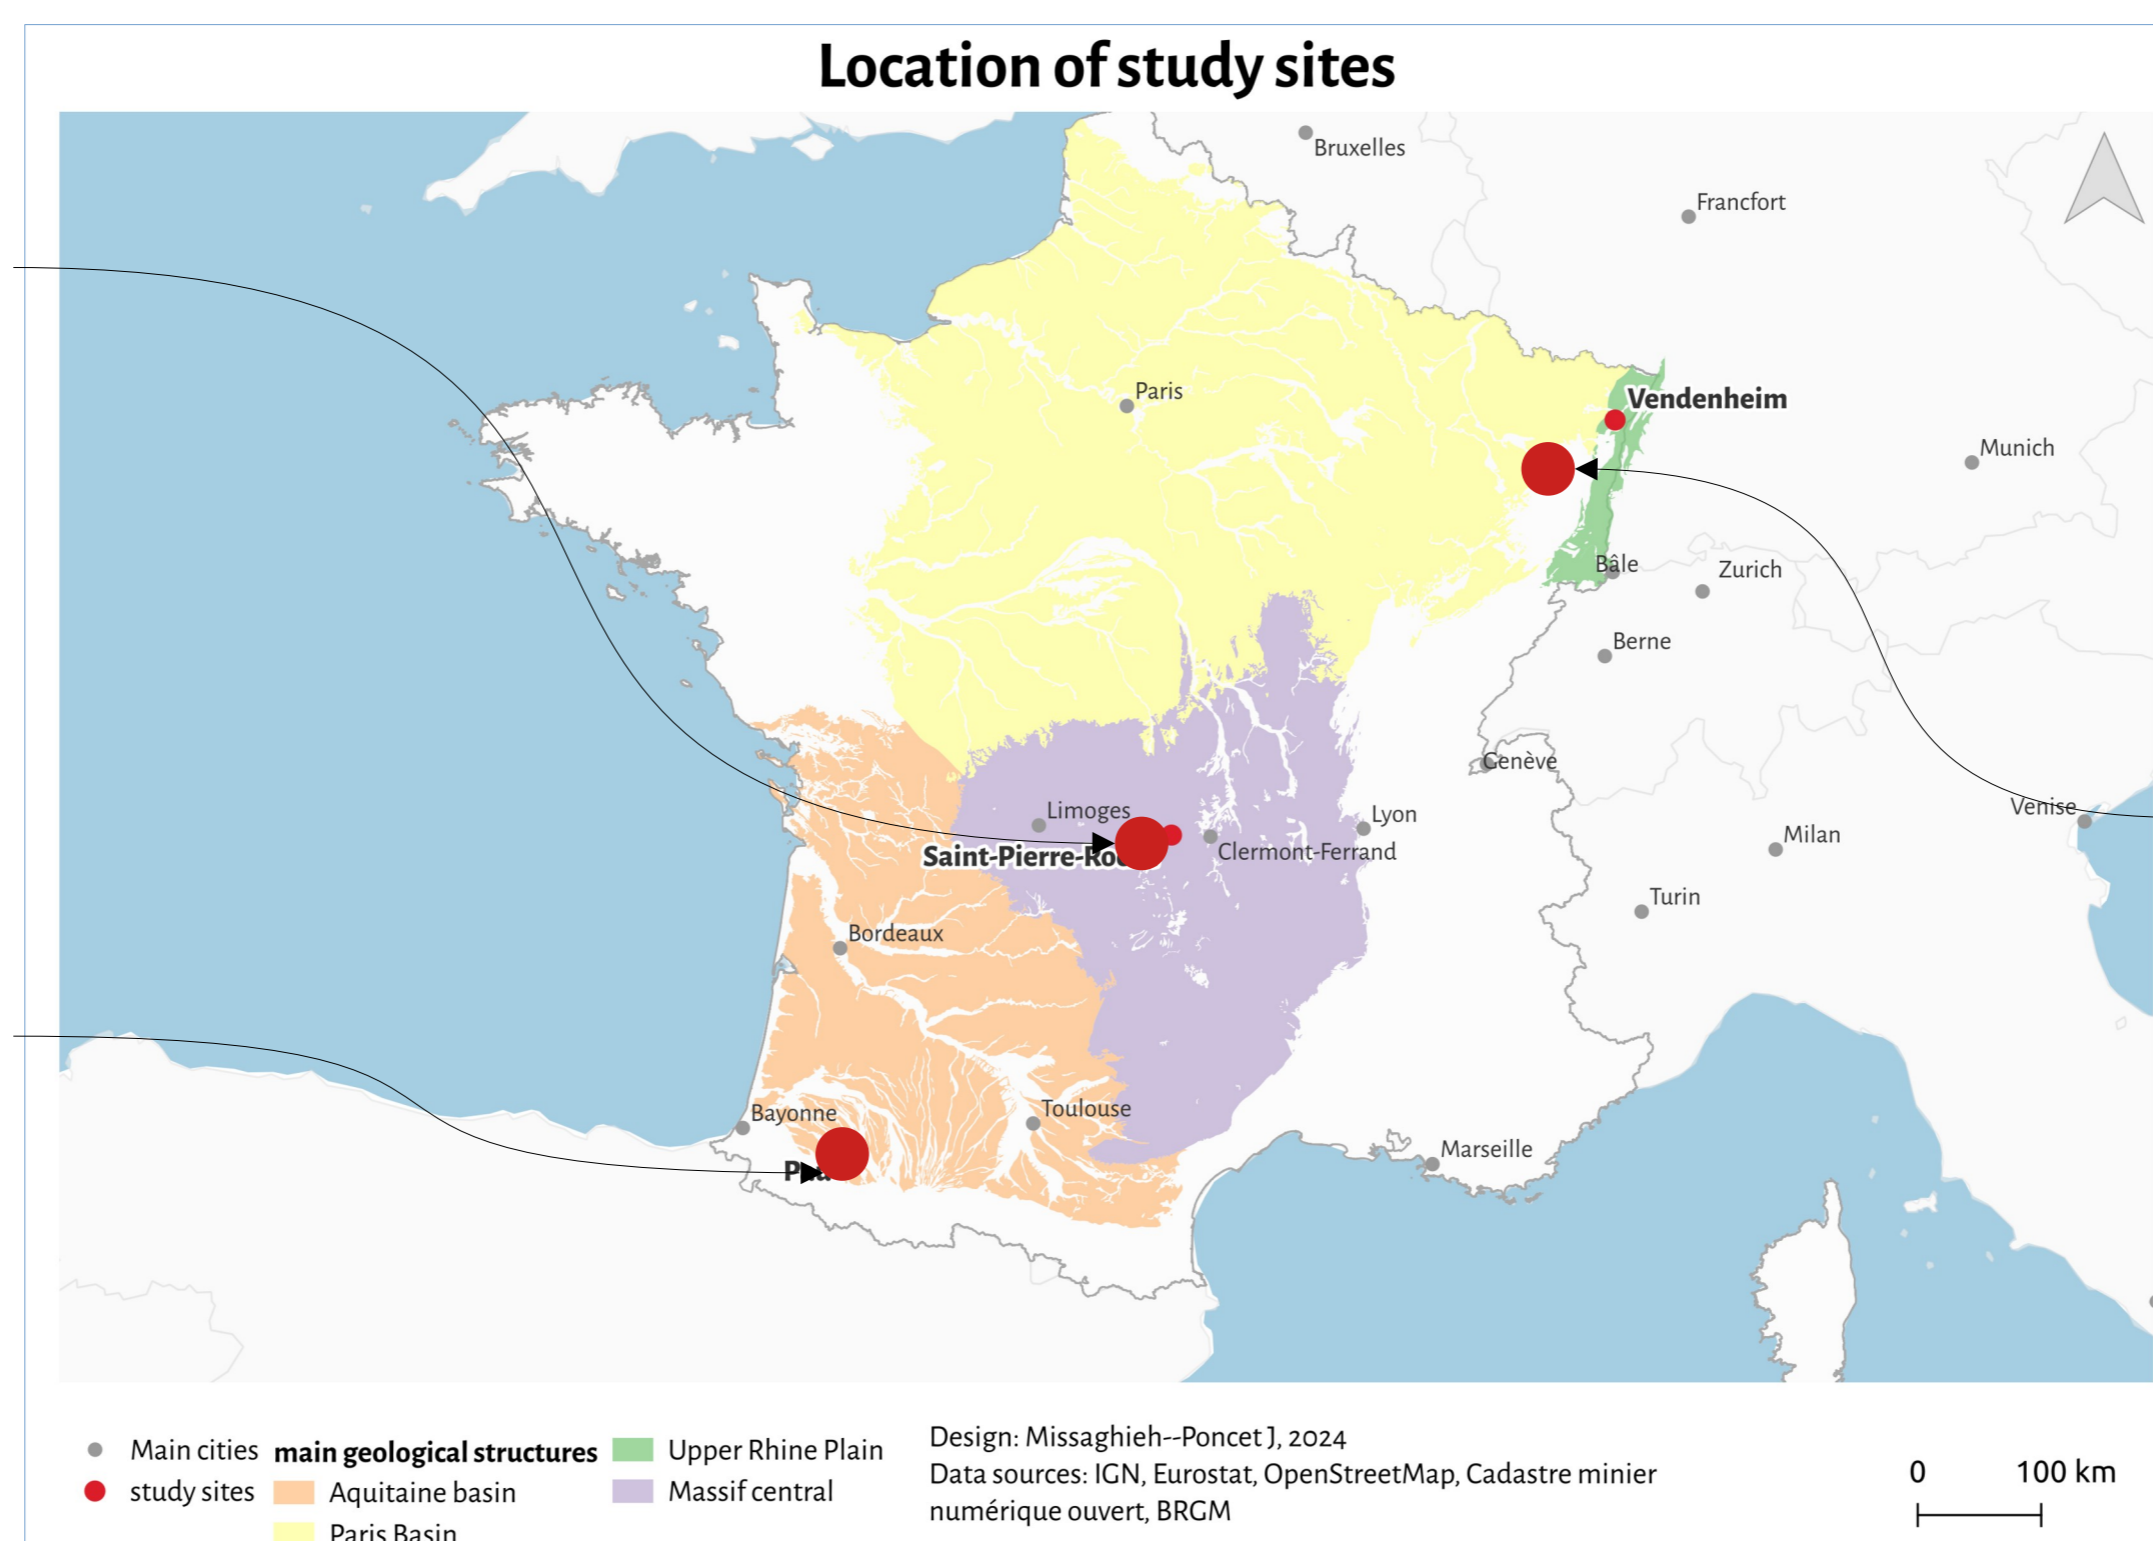 Location of study sites
Bruxelles
Francfort
Paris
Vendenheim
Munich
Bâle
Zurich
Berne
Genève
Limoges
Lyon
Venise
Milan
Clermont-Ferrand
Turin
Bordeaux
Bayonne
Toulouse
Marseille
Main cities
study sites
main geological structures
Aquitaine basin
Paris Basin
Upper Rhine Plain
Massif central
Design: Missaghieh--Poncet J, 2024
Data sources: IGN, Eurostat, OpenStreetMap, Cadastre minier
numérique ouvert, BRGM
0 100 km